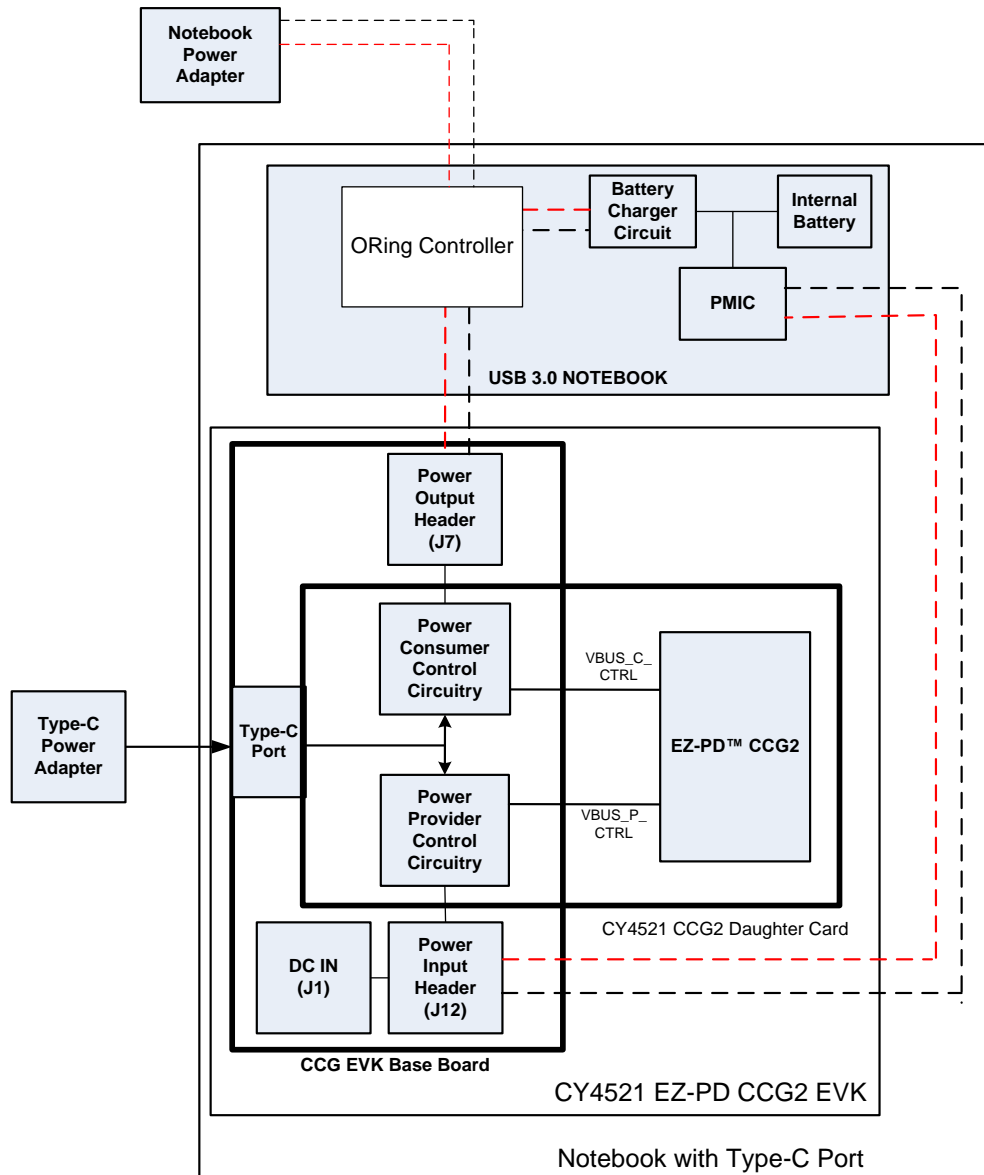 Notebook
Power
Adapter
ORing Controller
Battery
Charger
Circuit
Internal
Battery
PMIC
USB 3.0 NOTEBOOK
Power
Output
Header
(J7)
Power
Consumer
Control
Circuitry
VBUS_C_
CTRL
Type-C
Power
Adapter
Type-C
Port
EZ-PD™ CCG2
Power
Provider
Control
Circuitry
VBUS_P_
CTRL
CY4521 CCG2 Daughter Card
DC IN
(J1)
Power
Input
Header
(J12)
CCG EVK Base Board
CY4521 EZ-PD CCG2 EVK
Notebook with Type-C Port